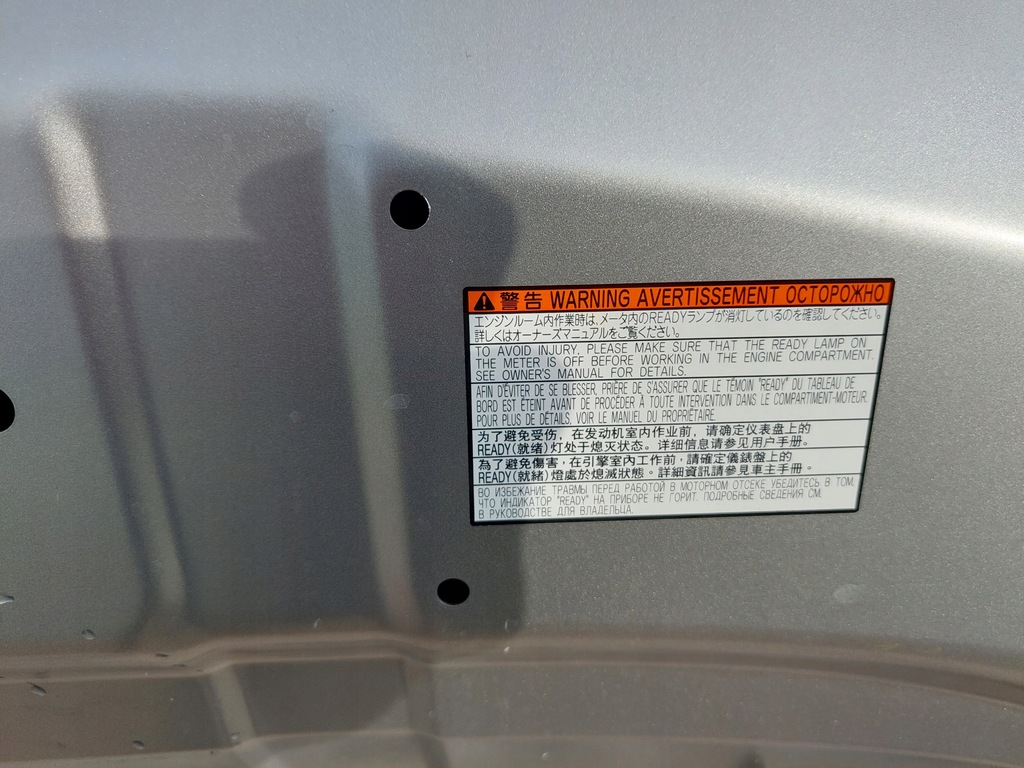 警告 WARNING AVERTISSEMENT ОСТОРОЖНО
エンジンルーム内作業時は、メータ内のREADYランプが消灯しているのを確認してください。
詳しくはオーナーズマニュアルをご覧ください。
TO AVOID INJURY, PLEASE MAKE SURE THAT THE READY LAMP ON
THE METER IS OFF BEFORE WORKING IN THE ENGINE COMPARTMENT.
SEE OWNER'S MANUAL FOR DETAILS.
AFIN D'ÉVITER DE SE BLESSER, PRIÈRE DE S'ASSURER QUE LE TÉMOIN "READY" DU TABLEAU DE
BORD EST ÉTEINT AVANT DE PROCÉDER À TOUTE INTERVENTION DANS LE COMPARTIMENT-MOTEUR.
POUR PLUS DE DÉTAILS, VOIR LE MANUEL DU PROPRIÉTAIRE.
为了避免受伤，在发动机室内作业前，请确定仪表盘上的
READY(就绪)灯处于熄灭状态。详细信息请参见用户手册。
為了避免傷害，在引擎室內工作前，請確定儀錶盤上的
READY(就緒)燈處於熄滅狀態。詳細資訊請參見車主手冊。
ВО ИЗБЕЖАНИЕ ТРАВМЫ ПЕРЕД РАБОТОЙ В МОТОРНОМ ОТСЕКЕ УБЕДИТЕСЬ В ТОМ,
ЧТО ИНДИКАТОР "READY" НА ПРИБОРЕ НЕ ГОРИТ. ПОДРОБНЫЕ СВЕДЕНИЯ СМ.
В РУКОВОДСТВЕ ДЛЯ ВЛАДЕЛЬЦА.